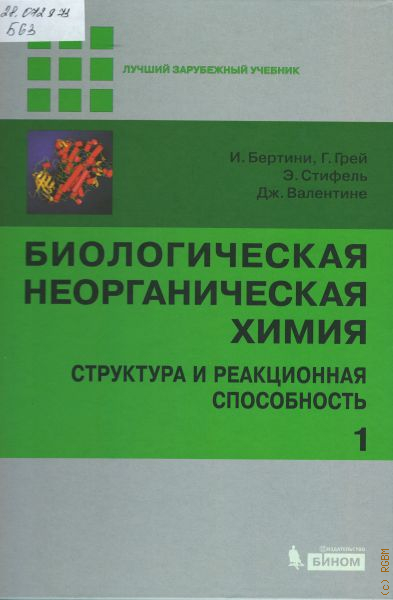 28.072я73
Б63
ЛУЧШИЙ ЗАРУБЕЖНЫЙ УЧЕБНИК
И. Бертини, Г. Грей
Э. Стифель
Дж. Валентине
БИОЛОГИЧЕСКАЯ
НЕОРГАНИЧЕСКАЯ
ХИМИЯ
СТРУКТУРА И РЕАКЦИОННАЯ
СПОСОБНОСТЬ
1
ИЗДАТЕЛЬСТВО
БИНОМ
(c) RGBM